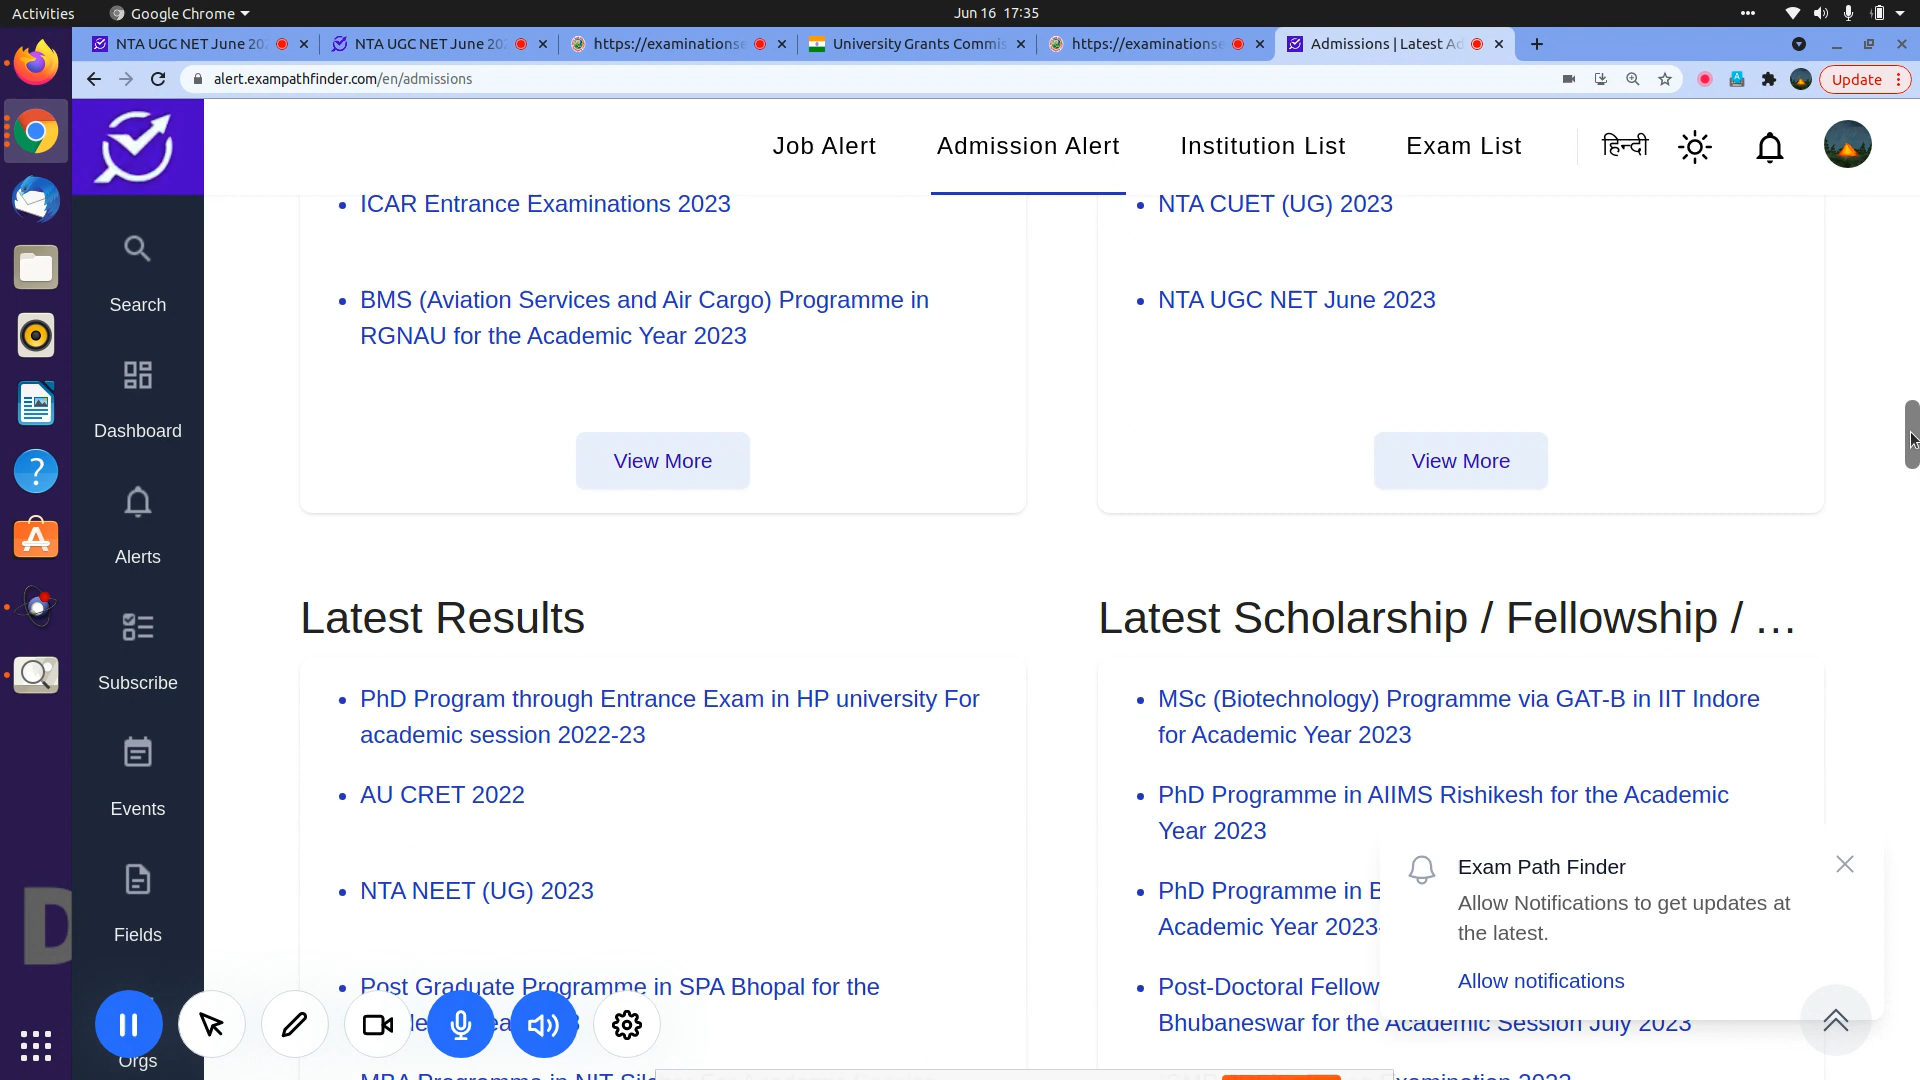 Activities
Google Chrome
Jun 16 17:35
NTA UGC NET June 202
NTA UGC NET June 202
https://examinationse
University Grants Commis
https://examinationse
Admissions | Latest Ad
alert.exampathfinder.com/en/admissions
Update
Job Alert
Admission Alert
Institution List
Exam List
हिन्दी
Search
Dashboard
Alerts
Subscribe
Events
Fields
Orgs
ICAR Entrance Examinations 2023
BMS (Aviation Services and Air Cargo) Programme in
RGNAU for the Academic Year 2023
View More
NTA CUET (UG) 2023
NTA UGC NET June 2023
View More
Latest Results
PhD Program through Entrance Exam in HP university For
academic session 2022-23
AU CRET 2022
NTA NEET (UG) 2023
Post Graduate Programme in SPA Bhopal for the
Latest Scholarship / Fellowship / ...
MSc (Biotechnology) Programme via GAT-B in IIT Indore
for Academic Year 2023
PhD Programme in AIIMS Rishikesh for the Academic
Year 2023
PhD Programme in B
Academic Year 2023-
Post-Doctoral Fellow
Bhubaneswar for the Academic Session July 2023
Exam Path Finder
Allow Notifications to get updates at
the latest.
Allow notifications
D
MBA Programme in NIT